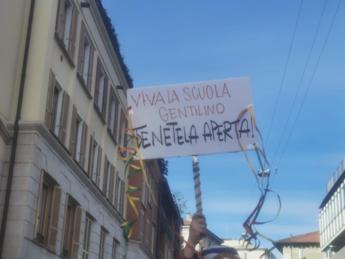 VIVA LA SCUOLA
GENTILINO
TENETELA APERTA!